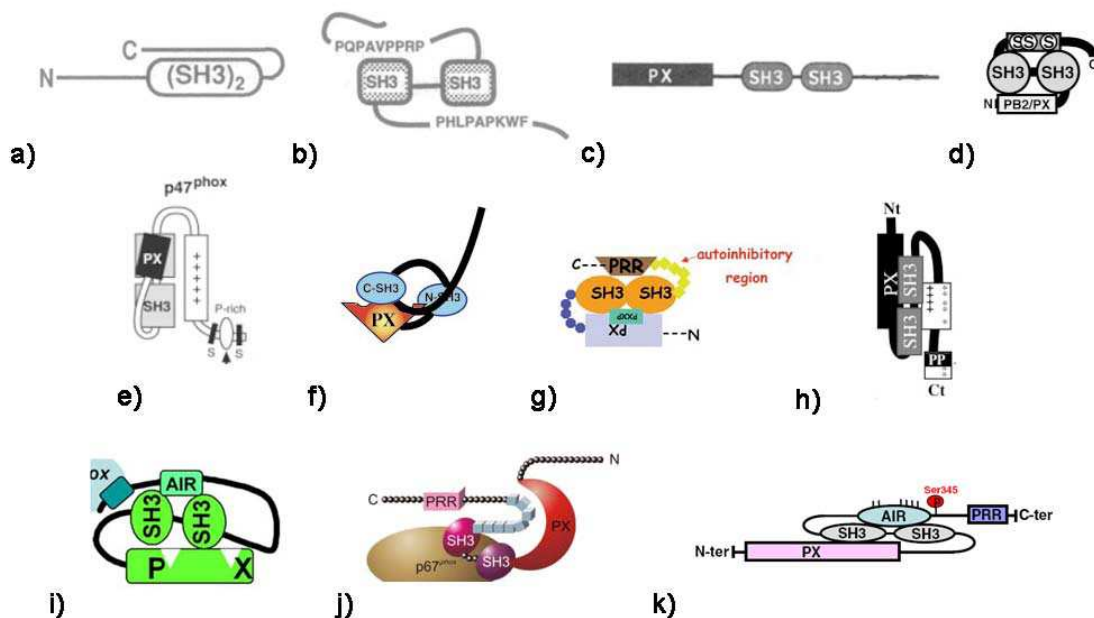 C
N
(SH3)2
a)
PQPAVPPRP
SH3
SH3
PHLPAPKWF
b)
PX
SH3
SH3
c)
SS S
C
SH3
SH3
N
PB2/PX
d)
p47phox
PX
SH3
++++
P-rich
S
S
e)
C-SH3
N-SH3
PX
f)
C
PRR
autoinhibitory
region
SH3
SH3
PXXP
PX
N
g)
Nt
PX
SH3
SH3
PP
Ct
h)
ox
AIR
SH3
SH3
P X
i)
N
C
PRR
PX
SH3
p67phox
SH3
j)
Ser345
P
AIR
PRR
C-ter
SH3
SH3
N-ter
PX
k)